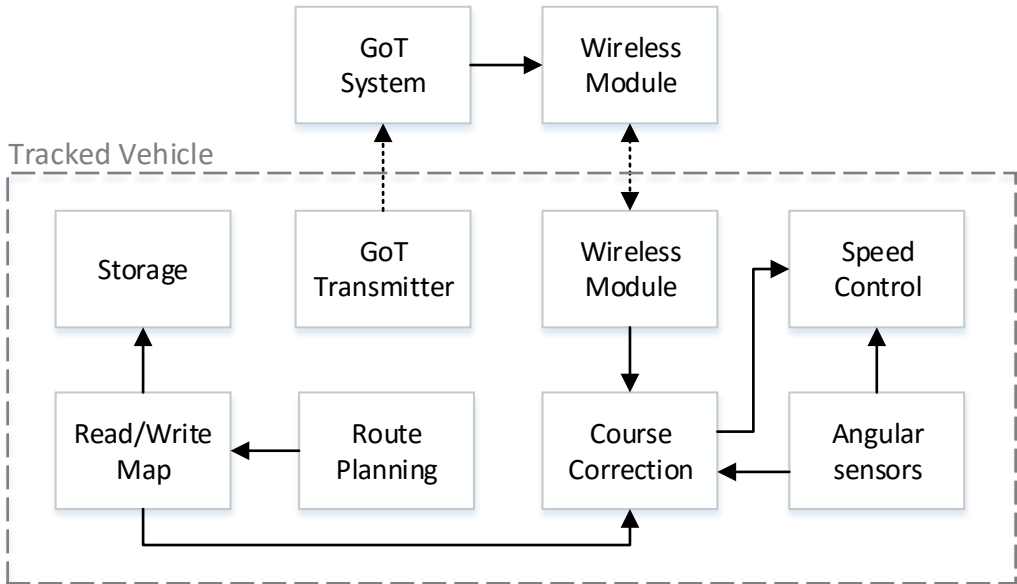 GoT
System
Wireless
Module
Tracked Vehicle
Storage
GoT
Transmitter
Wireless
Module
Speed
Control
Read/Write
Map
Route
Planning
Course
Correction
Angular
sensors